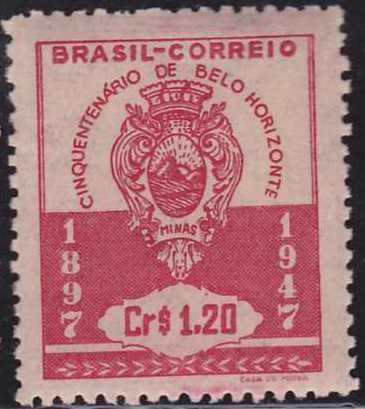 BRASIL-CORREIO
CINQUENTENÁRIO DE BELO HORIZONTE
MINAS
1897
1947
Cr$ 1,20
CASA DA MOEDA